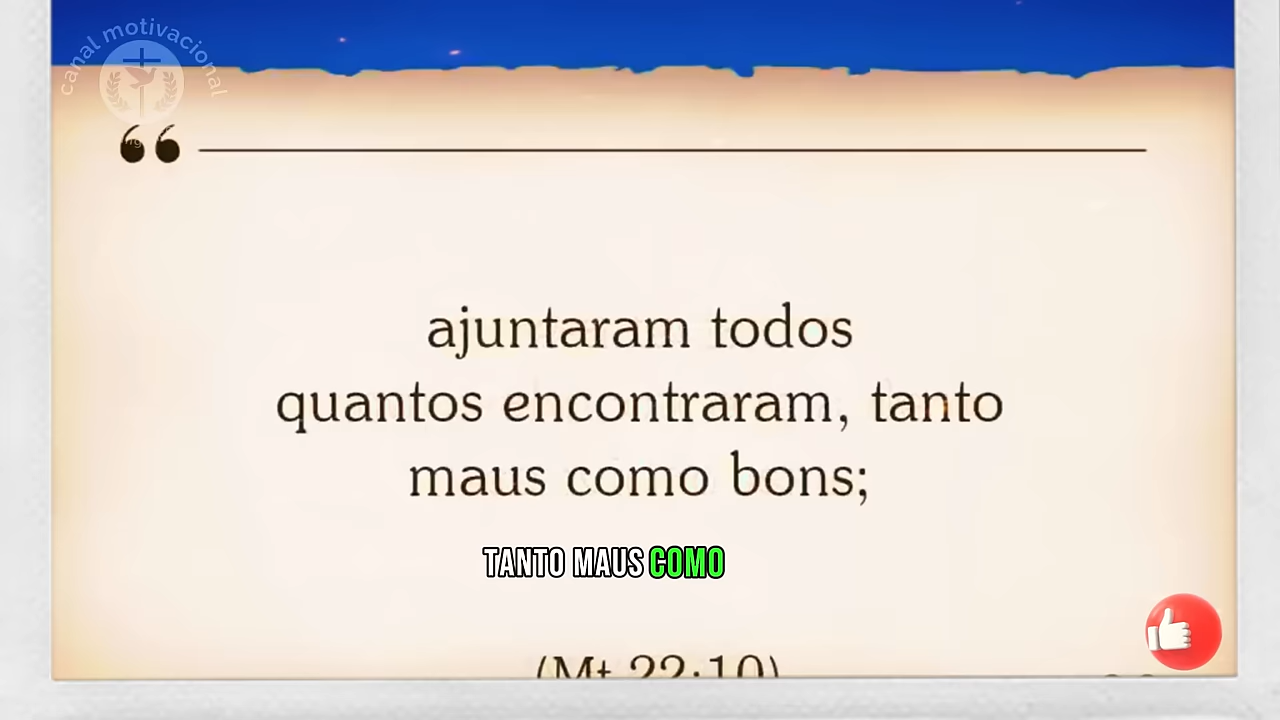 canal motivacional
ajuntaram todos
quantos encontraram, tanto
maus como bons;
TANTO MAUS COMO
(Mt 22:10)